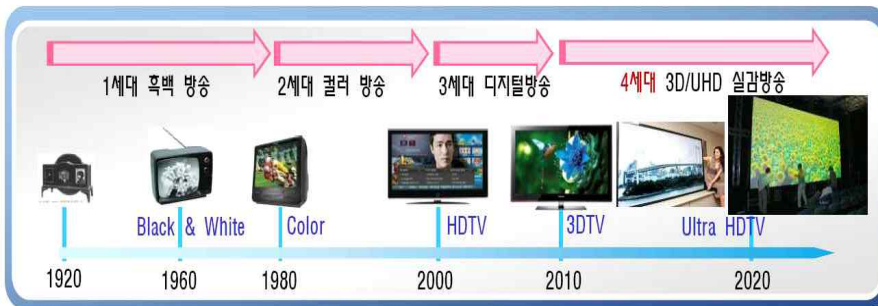 1세대 흑백 방송 2세대 컬러 방송 3세대 디지털방송 4세대 3D/UHD 실감방송
Black & White Color HDTV 3DTV Ultra HDTV
1920 1960 1980 2000 2010 2020